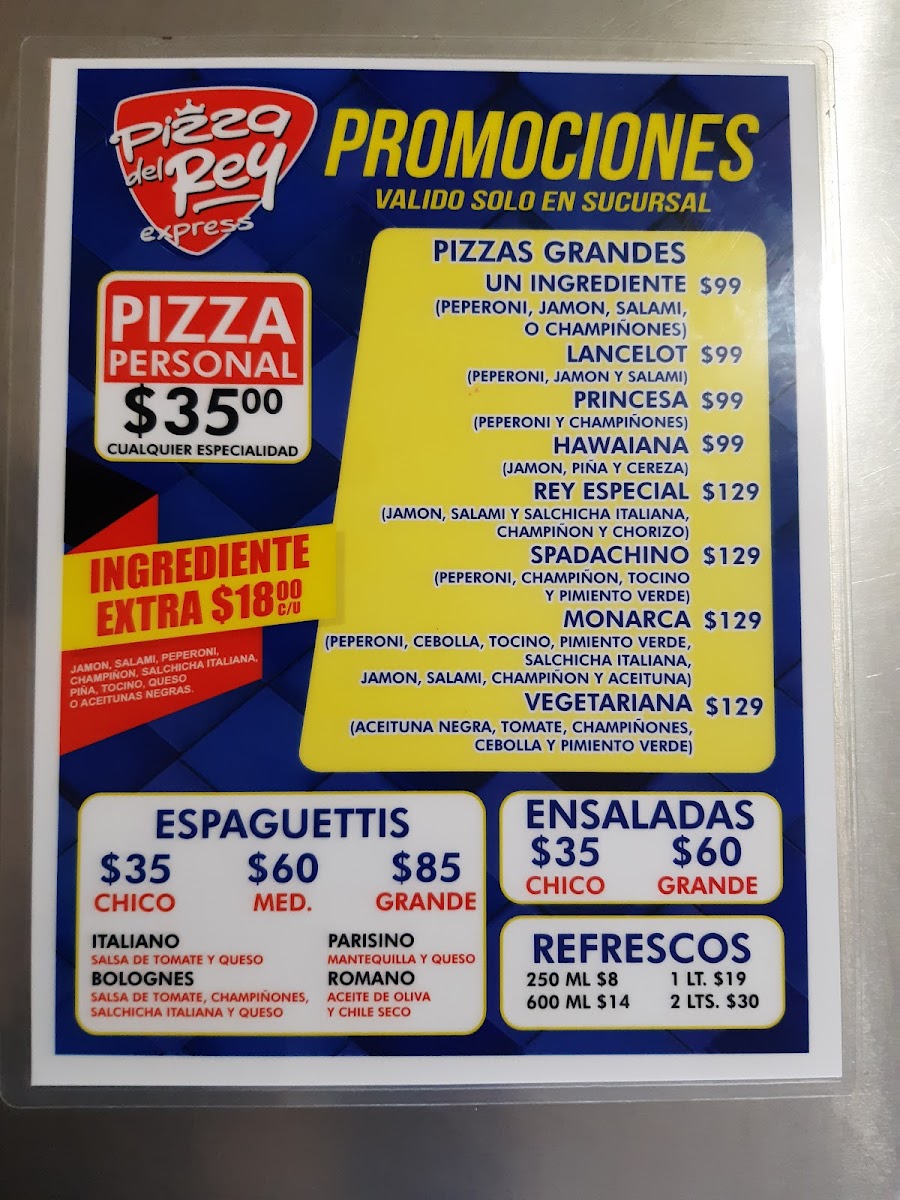 Pizza
del Rey
express
PROMOCIONES
VALIDO SOLO EN SUCURSAL
PIZZA
PERSONAL
$35.00
CUALQUIER ESPECIALIDAD
INGREDIENTE
EXTRA $18.00 C/U
JAMON, SALAMI, PEPERONI,
CHAMPIÑON, SALCHICHA ITALIANA,
PIÑA, TOCINO, QUESO
O ACEITUNAS NEGRAS.
PIZZAS GRANDES
UN INGREDIENTE $99
(PEPERONI, JAMON, SALAMI,
O CHAMPIÑONES)
LANCELOT $99
(PEPERONI, JAMON Y SALAMI)
PRINCESA $99
(PEPERONI Y CHAMPIÑONES)
HAWAIANA $99
(JAMON, PIÑA Y CEREZA)
REY ESPECIAL $129
(JAMON, SALAMI Y SALCHICHA ITALIANA,
CHAMPIÑON Y CHORIZO)
SPADACHINO $129
(PEPERONI, CHAMPIÑON, TOCINO
Y PIMIENTO VERDE)
MONARCA $129
(PEPERONI, CEBOLLA, TOCINO, PIMIENTO VERDE,
SALCHICHA ITALIANA,
JAMON, SALAMI, CHAMPIÑON Y ACEITUNA)
VEGETARIANA $129
(ACEITUNA NEGRA, TOMATE, CHAMPIÑONES,
CEBOLLA Y PIMIENTO VERDE)
ESPAGUETTIS
$35 $60 $85
CHICO MED. GRANDE
ITALIANO
SALSA DE TOMATE Y QUESO
BOLOGNES
SALSA DE TOMATE, CHAMPIÑONES,
SALCHICHA ITALIANA Y QUESO
PARISINO
MANTEQUILLA Y QUESO
ROMANO
ACEITE DE OLIVA
Y CHILE SECO
ENSALADAS
$35 $60
CHICO GRANDE
REFRESCOS
250 ML $8 1 LT. $19
600 ML $14 2 LTS. $30